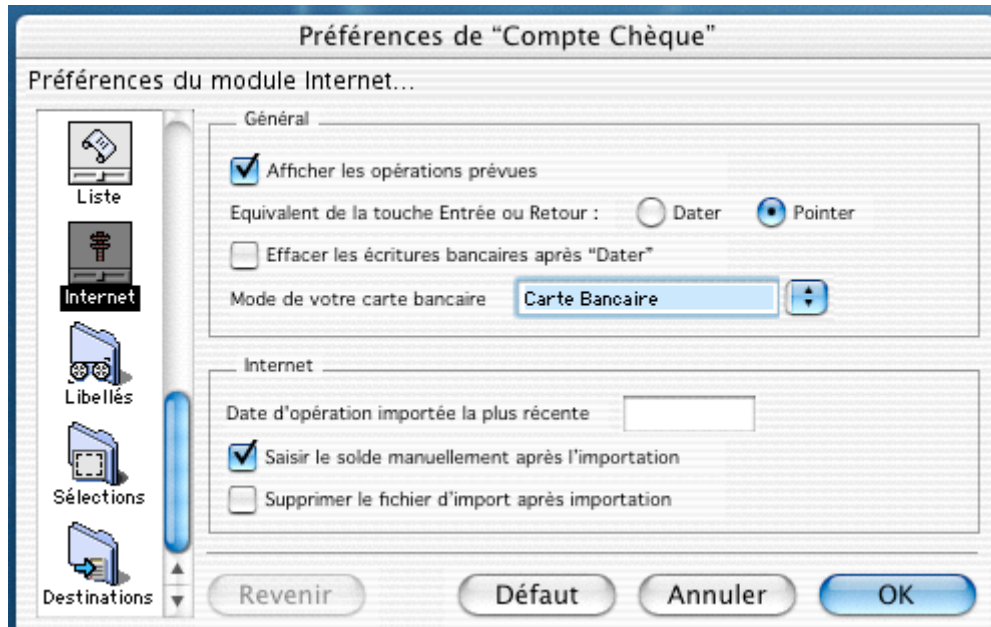 Préférences de “Compte Chèque”
Préférences du module Internet...
Liste
Internet
Libellés
Sélections
Destinations
Général
Afficher les opérations prévues
Equivalent de la touche Entrée ou Retour : Dater Pointer
Effacer les écritures bancaires après “Dater”
Mode de votre carte bancaire Carte Bancaire
Internet
Date d'opération importée la plus récente
Saisir le solde manuellement après l'importation
Supprimer le fichier d'import après importation
Revenir Défaut Annuler OK